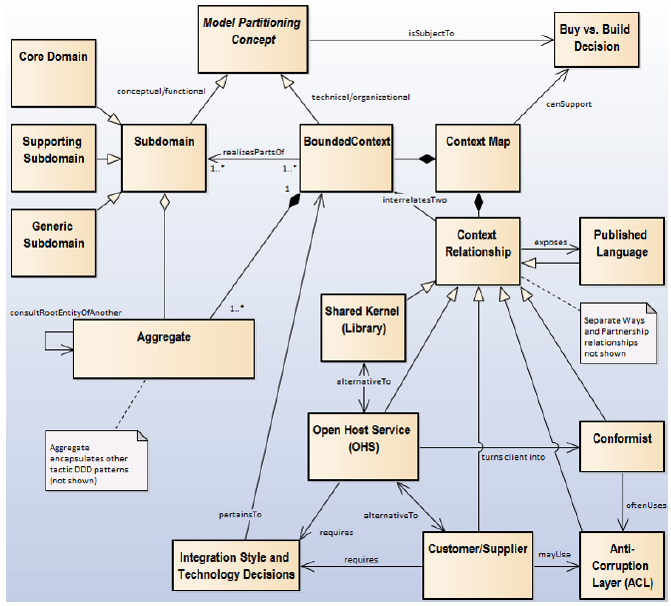 Model Partitioning
Concept
isSubjectTo
Buy vs. Build
Decision
Core Domain
conceptual/functional
technical/organizational
canSupport
Supporting
Subdomain
Subdomain
realizesPartsOf
1..*
1..*
BoundedContext
1
Context Map
interrelatesTwo
Generic
Subdomain
Context
Relationship
exposes
Published
Language
consultRootEntityOfAnother
1..*
Aggregate
Shared Kernel
(Library)
Separate Ways
and Partnership
relationships
not shown
alternativeTo
Aggregate
encapsulates other
tactic DDD patterns
(not shown)
Open Host Service
(OHS)
turns client into
Conformist
pertainsTo
alternativeTo
oftenUses
requires
Integration Style and
Technology Decisions
requires
Customer/Supplier
mayUse
Anti-
Corruption
Layer (ACL)